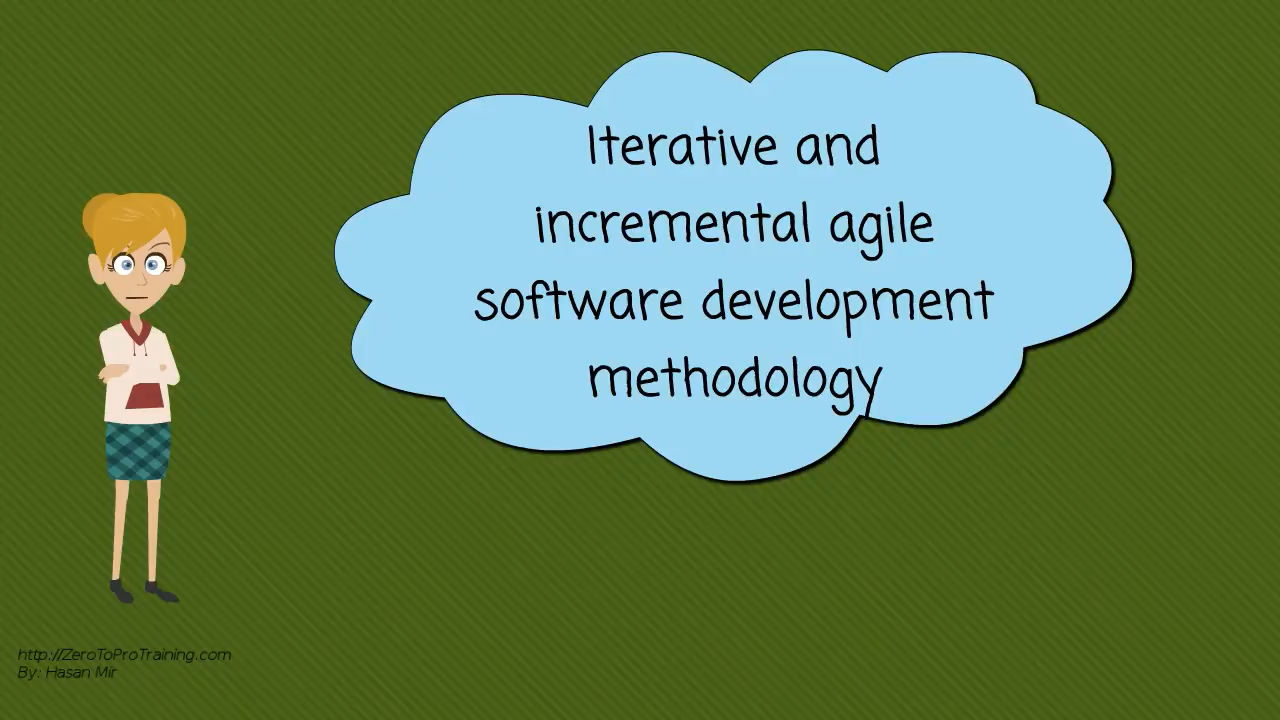 Iterative and
incremental agile
software development
methodology
http://ZeroToProTraining.com
By: Hasan Mir